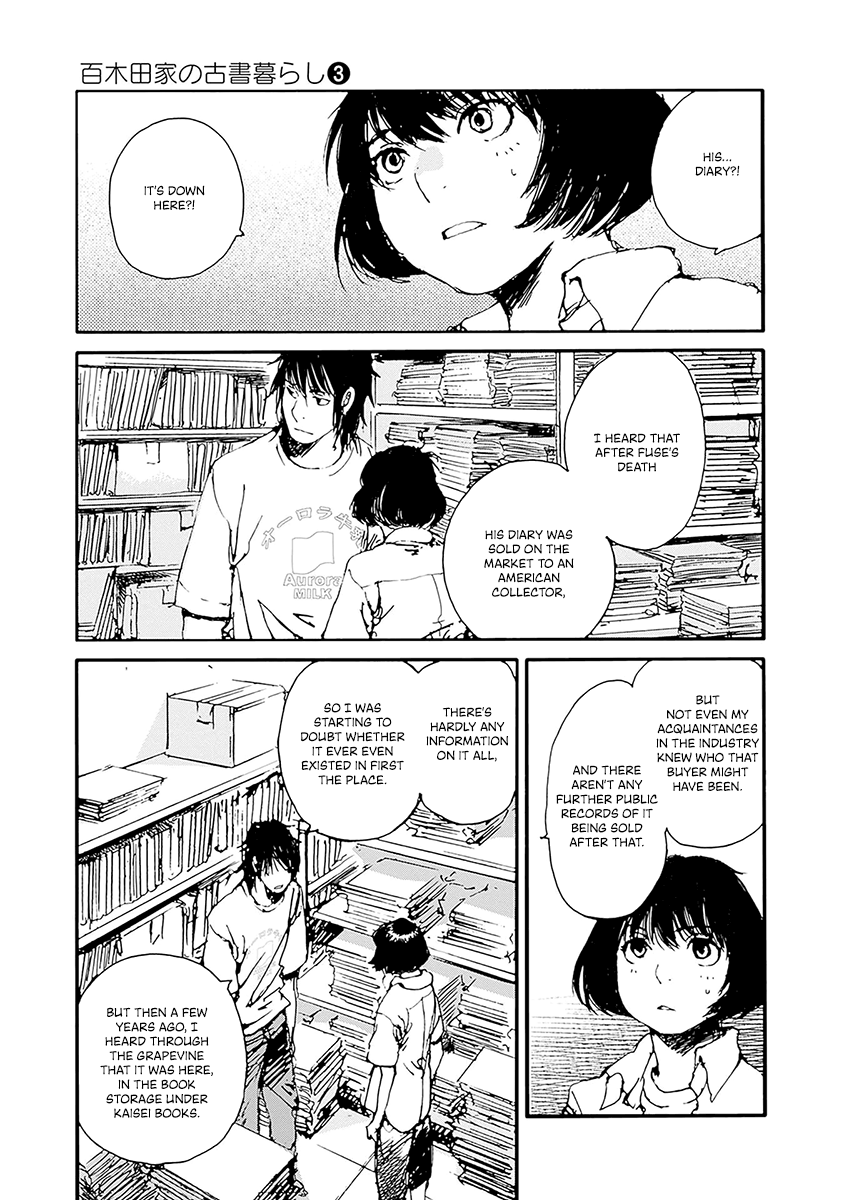 百木田家の古書暮らし❸
HIS...
DIARY?!
IT'S DOWN
HERE?!
I HEARD THAT
AFTER FUSE'S
DEATH
HIS DIARY WAS
SOLD ON THE
MARKET TO AN
AMERICAN
COLLECTOR,
オーロラ牛乳
Aurora
MILK
BUT
NOT EVEN MY
ACQUAINTANCES
IN THE INDUSTRY
KNEW WHO THAT
BUYER MIGHT
HAVE BEEN.
AND THERE
AREN'T ANY
FURTHER PUBLIC
RECORDS OF IT
BEING SOLD
AFTER THAT.
THERE'S
HARDLY ANY
INFORMATION
ON IT ALL,
SO I WAS
STARTING TO
DOUBT WHETHER
IT EVER EVEN
EXISTED IN FIRST
THE PLACE.
BUT THEN A FEW
YEARS AGO, I
HEARD THROUGH
THE GRAPEVINE
THAT IT WAS HERE,
IN THE BOOK
STORAGE UNDER
KAISEI BOOKS.